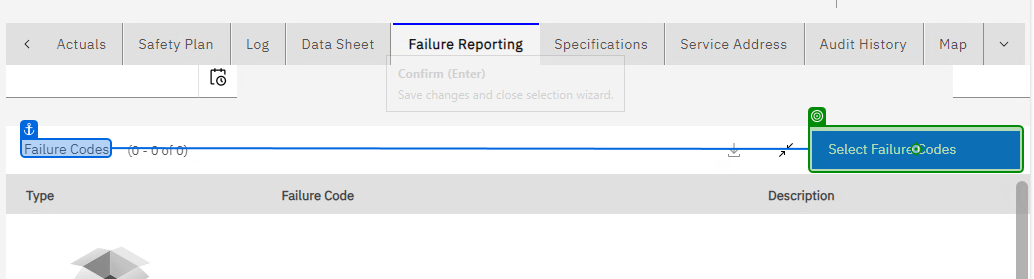 Actuals Safety Plan Log Data Sheet Failure Reporting Specifications Service Address Audit History Map
Confirm (Enter)
Save changes and close selection wizard.
Failure Codes (0 - 0 of 0) Select Failure Codes
Type Failure Code Description